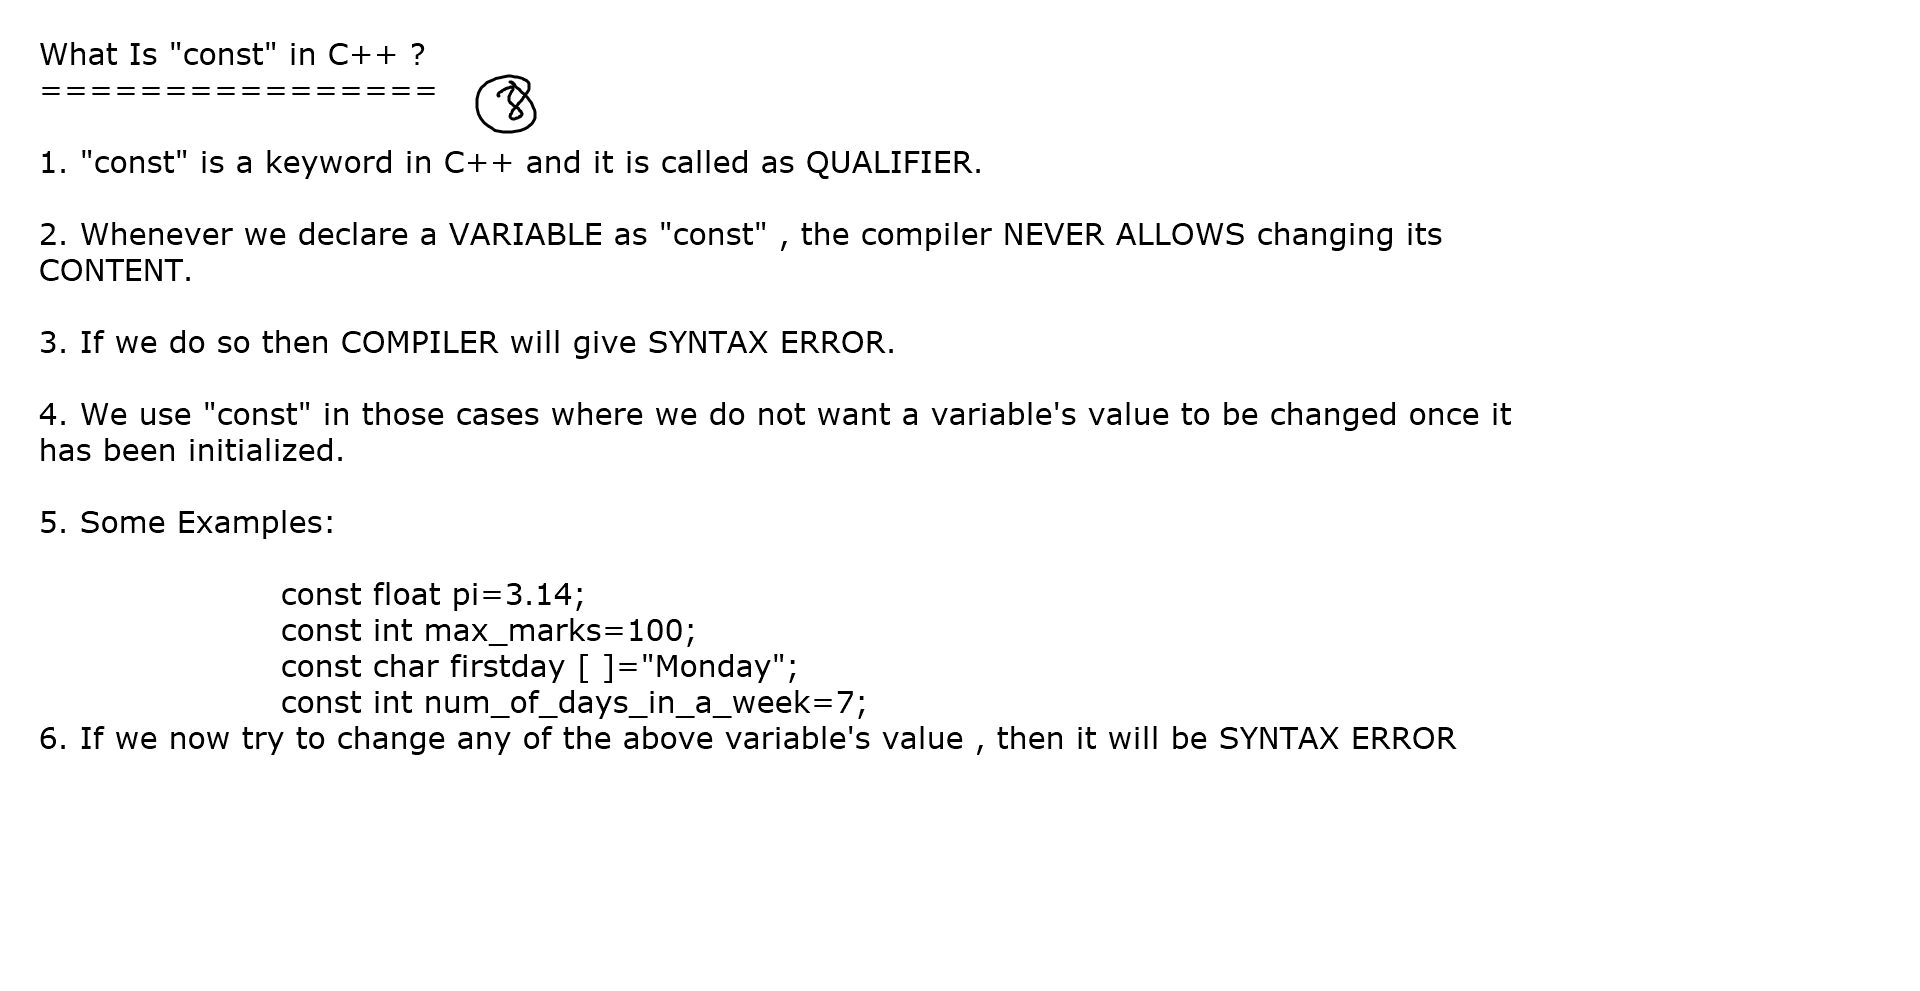 What Is "const" in C++ ?
================
8
1. "const" is a keyword in C++ and it is called as QUALIFIER.
2. Whenever we declare a VARIABLE as "const" , the compiler NEVER ALLOWS changing its
CONTENT.
3. If we do so then COMPILER will give SYNTAX ERROR.
4. We use "const" in those cases where we do not want a variable's value to be changed once it
has been initialized.
5. Some Examples:
const float pi=3.14;
const int max_marks=100;
const char firstday [ ]="Monday";
const int num_of_days_in_a_week=7;
6. If we now try to change any of the above variable's value , then it will be SYNTAX ERROR